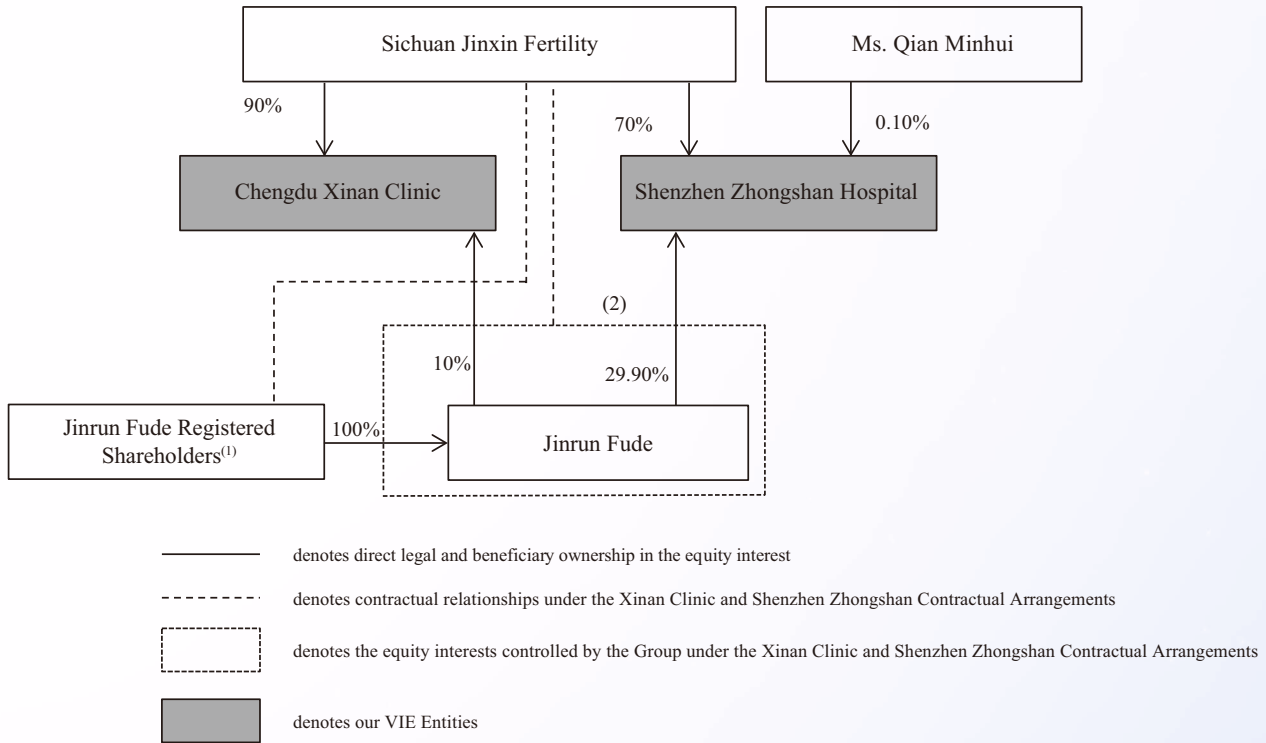 Sichuan Jinxin Fertility
Ms. Qian Minhui
90%
70%
0.10%
Chengdu Xinan Clinic
Shenzhen Zhongshan Hospital
(2)
10%
29.90%
Jinrun Fude Registered
Shareholders(1)
100%
Jinrun Fude
denotes direct legal and beneficiary ownership in the equity interest
denotes contractual relationships under the Xinan Clinic and Shenzhen Zhongshan Contractual Arrangements
denotes the equity interests controlled by the Group under the Xinan Clinic and Shenzhen Zhongshan Contractual Arrangements
denotes our VIE Entities